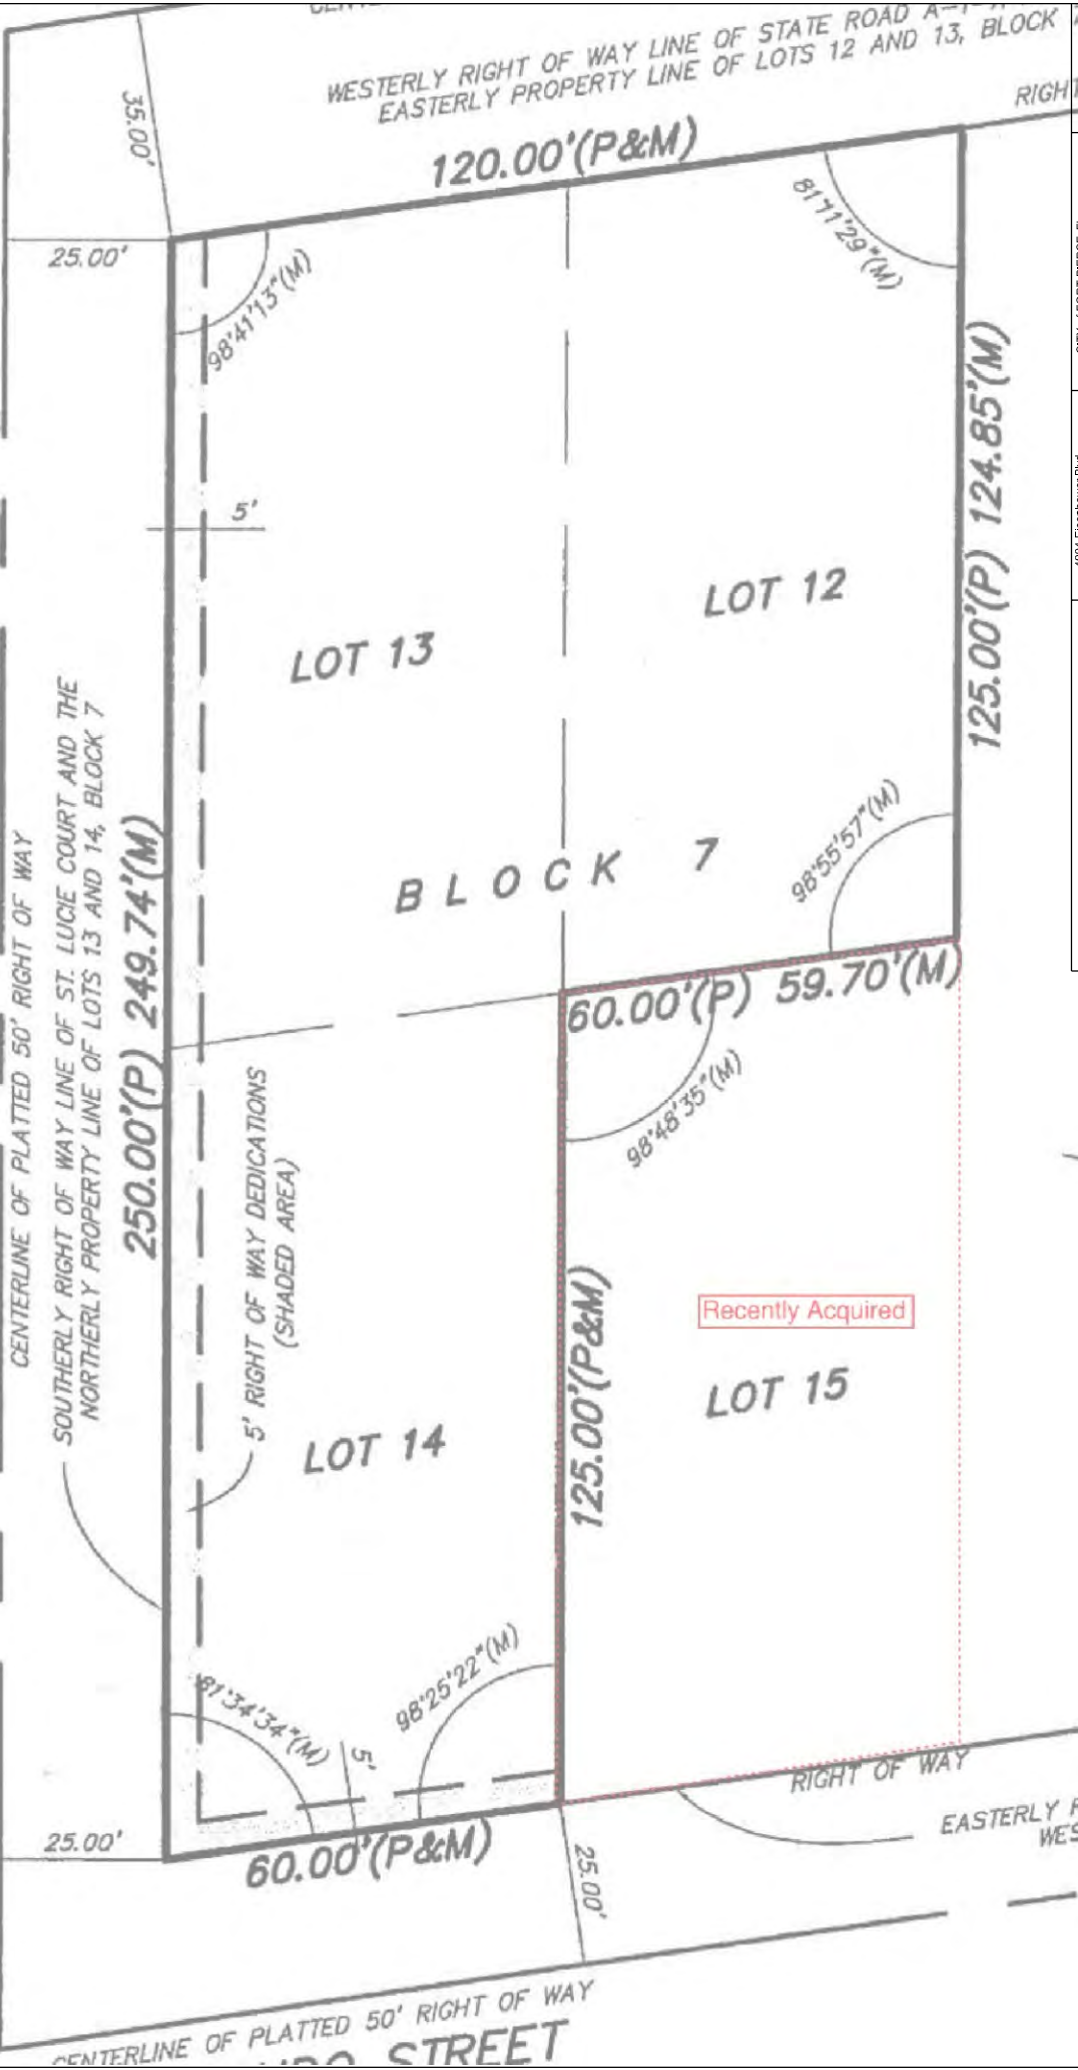 WESTERLY RIGHT OF WAY LINE OF STATE ROAD
EASTERLY PROPERTY LINE OF LOTS 12 AND 13, BLOCK
RIGHT
35.00'
120.00'(P&M)
25.00'
98°41'13"(M)
81°11'29"(M)
5'
LOT 13
LOT 12
125.00'(P) 124.85'(M)
BLOCK 7
98°55'57"(M)
60.00'(P) 59.70'(M)
98°48'35"(M)
CENTERLINE OF PLATTED 50' RIGHT OF WAY
SOUTHERLY RIGHT OF WAY LINE OF ST. LUCIE COURT AND THE
NORTHERLY PROPERTY LINE OF LOTS 13 AND 14, BLOCK 7
250.00'(P) 249.74'(M)
5' RIGHT OF WAY DEDICATIONS
(SHADED AREA)
125.00'(P&M)
Recently Acquired
LOT 15
LOT 14
81°34'34"(M)
98°25'22"(M)
5'
25.00'
60.00'(P&M)
25.00'
RIGHT OF WAY
EASTERLY
CENTERLINE OF PLATTED 50' RIGHT OF WAY
STREET